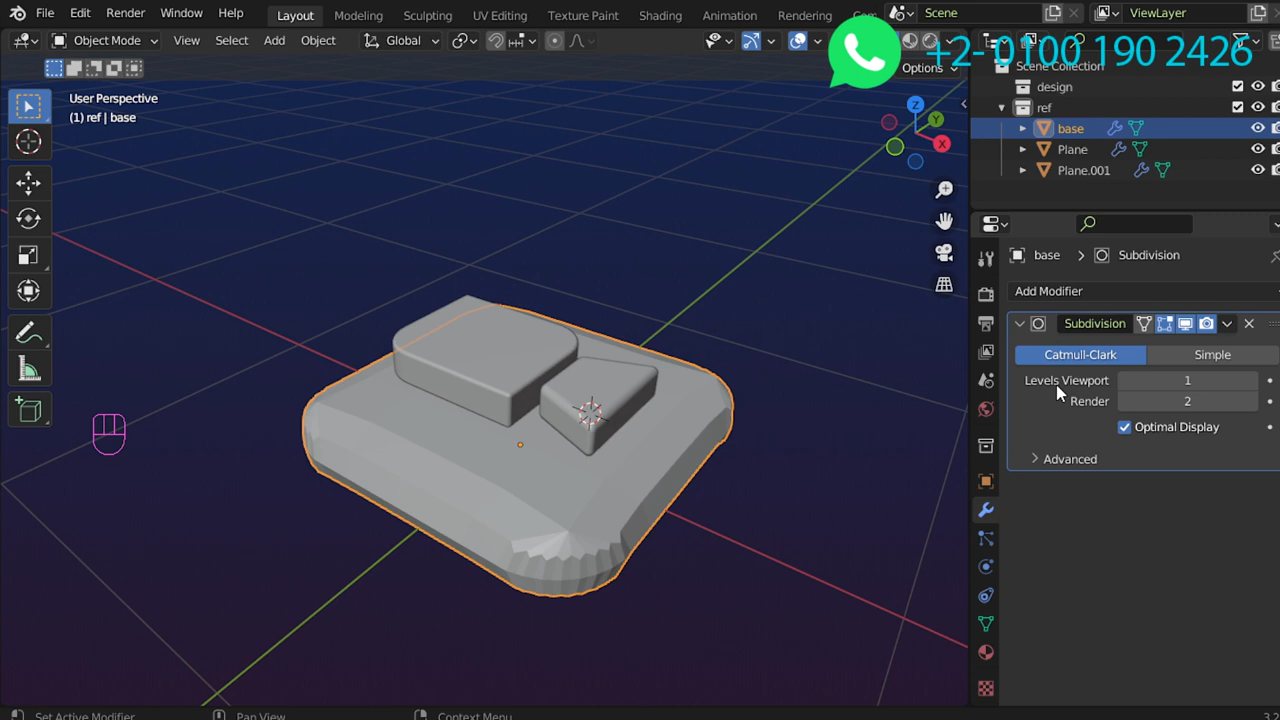 File Edit Render Window Help Layout Modeling Sculpting UV Editing Texture Paint Shading Animation Rendering Scene ViewLayer
Object Mode View Select Add Object Global
+2- 0100 190 2426
Options
Scene Collection
design
ref
base
Plane
Plane.001
User Perspective
(1) ref | base
Z
Y
X
base > Subdivision
Add Modifier
Subdivision
Catmull-Clark Simple
Levels Viewport 1
Render 2
Optimal Display
Advanced
Set Active Modifier Pan View Context Menu